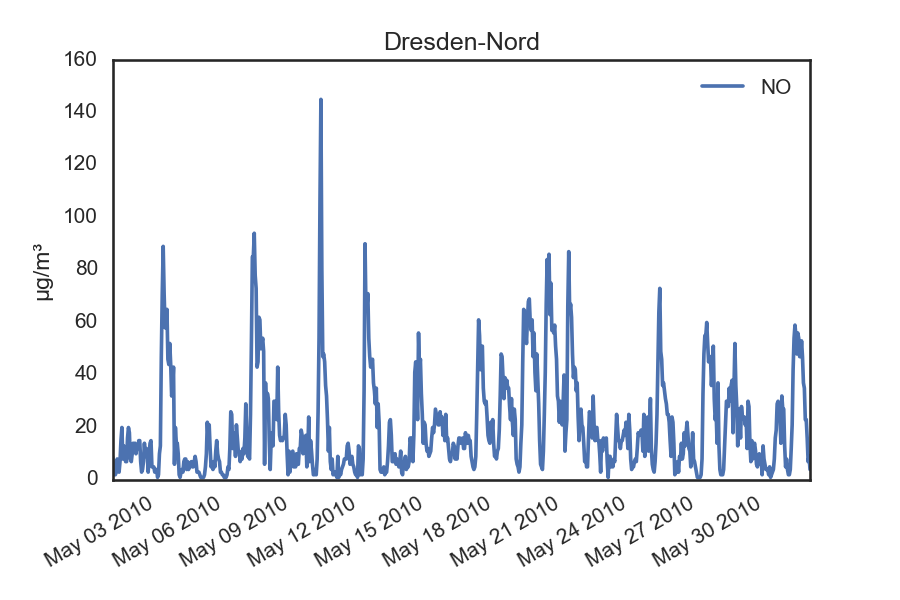 Dresden-Nord
NO
µg/m³
160
140
120
100
80
60
40
20
0
May 03 2010
May 06 2010
May 09 2010
May 12 2010
May 15 2010
May 18 2010
May 21 2010
May 24 2010
May 27 2010
May 30 2010